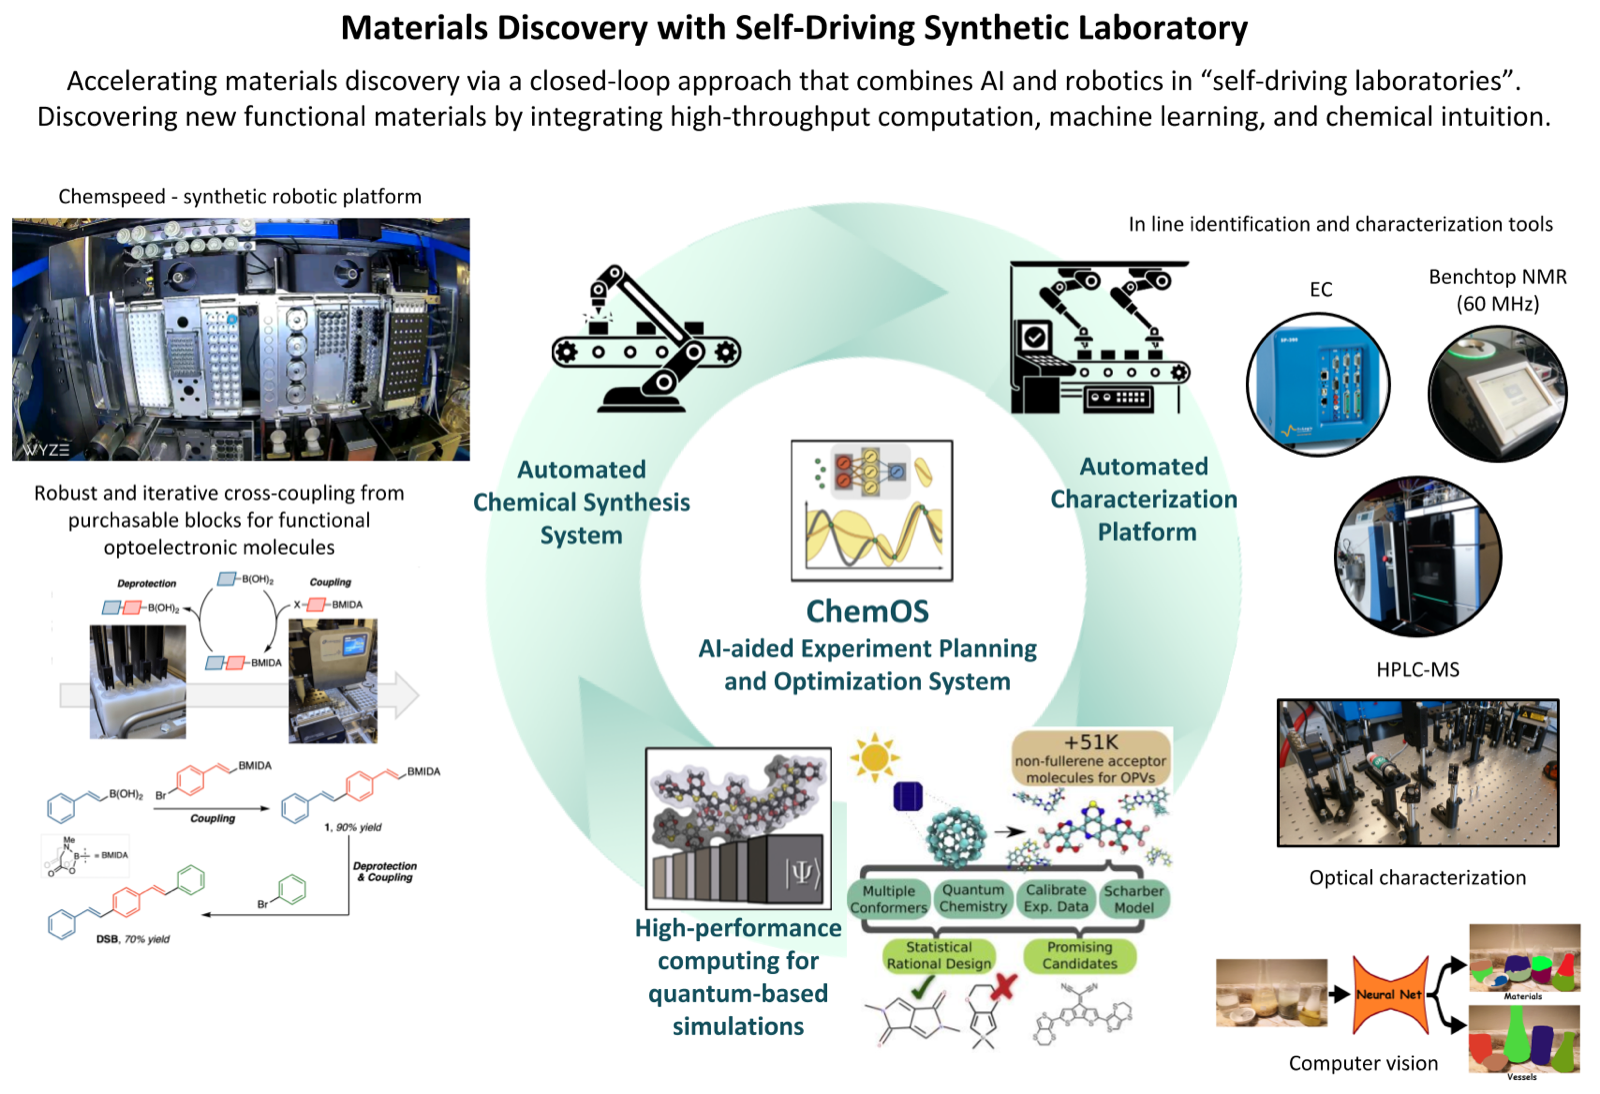 Materials Discovery with Self-Driving Synthetic Laboratory
Accelerating materials discovery via a closed-loop approach that combines AI and robotics in “self-driving laboratories”.
Discovering new functional materials by integrating high-throughput computation, machine learning, and chemical intuition.
Chemspeed - synthetic robotic platform
WYZE
Robust and iterative cross-coupling from
purchasable blocks for functional
optoelectronic molecules
Deprotection
B(OH)2
Coupling
B(OH)2
X
BMIDA
BMIDA
BMIDA
B(OH)2
Br
Coupling
BMIDA
1, 90% yield
Me
N
B
O
O
O
O
= BMIDA
Deprotection
& Coupling
Br
DSB, 70% yield
Automated
Chemical Synthesis
System
Automated
Characterization
Platform
ChemOS
AI-aided Experiment Planning
and Optimization System
|Ψ⟩
High-performance
computing for
quantum-based
simulations
+51K
non-fullerene acceptor
molecules for OPVs
Multiple
Conformers
Quantum
Chemistry
Calibrate
Exp. Data
Scharber
Model
Statistical
Rational Design
Promising
Candidates
In line identification and characterization tools
EC
Benchtop NMR
(60 MHz)
HPLC-MS
Optical characterization
Neural Net
Materials
Vessels
Computer vision